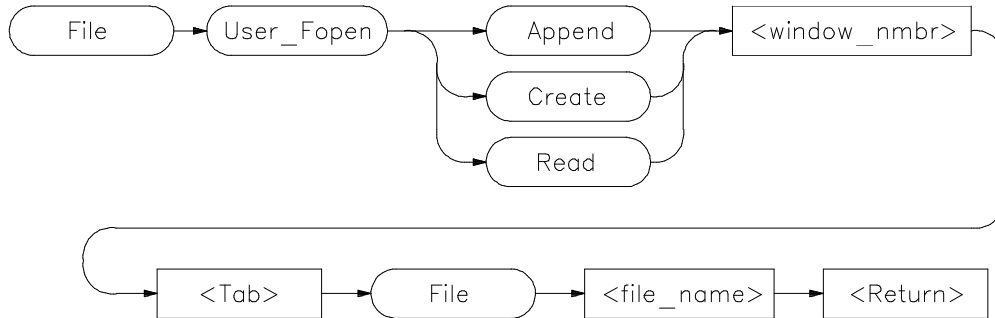 File
User_Fopen
Append
<window_nmbr>
Create
Read
<Tab>
File
<file_name>
<Return>